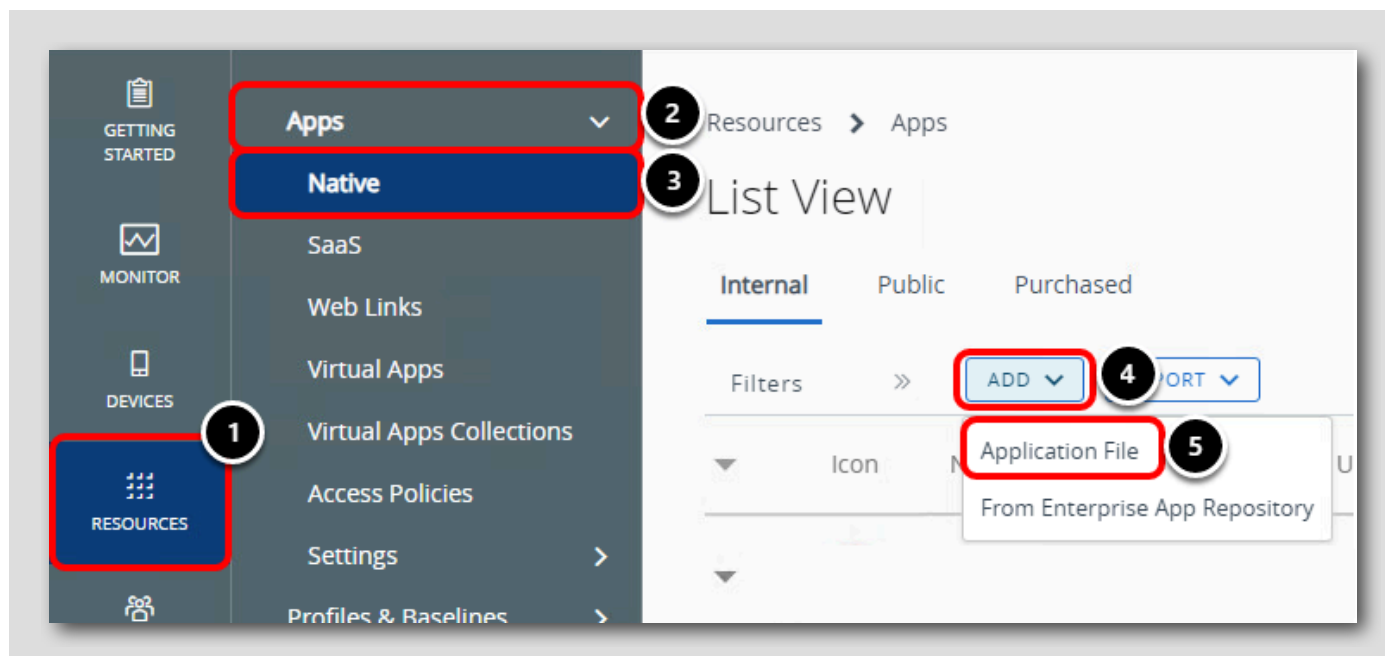 GETTING
STARTED
MONITOR
DEVICES
1
RESOURCES
Apps
2
Native
3
SaaS
Web Links
Virtual Apps
Virtual Apps Collections
Access Policies
Settings
Profiles & Baselines
Resources > Apps
List View
Internal Public Purchased
Filters » ADD 4 PORT
Icon N U
Application File 5
From Enterprise App Repository